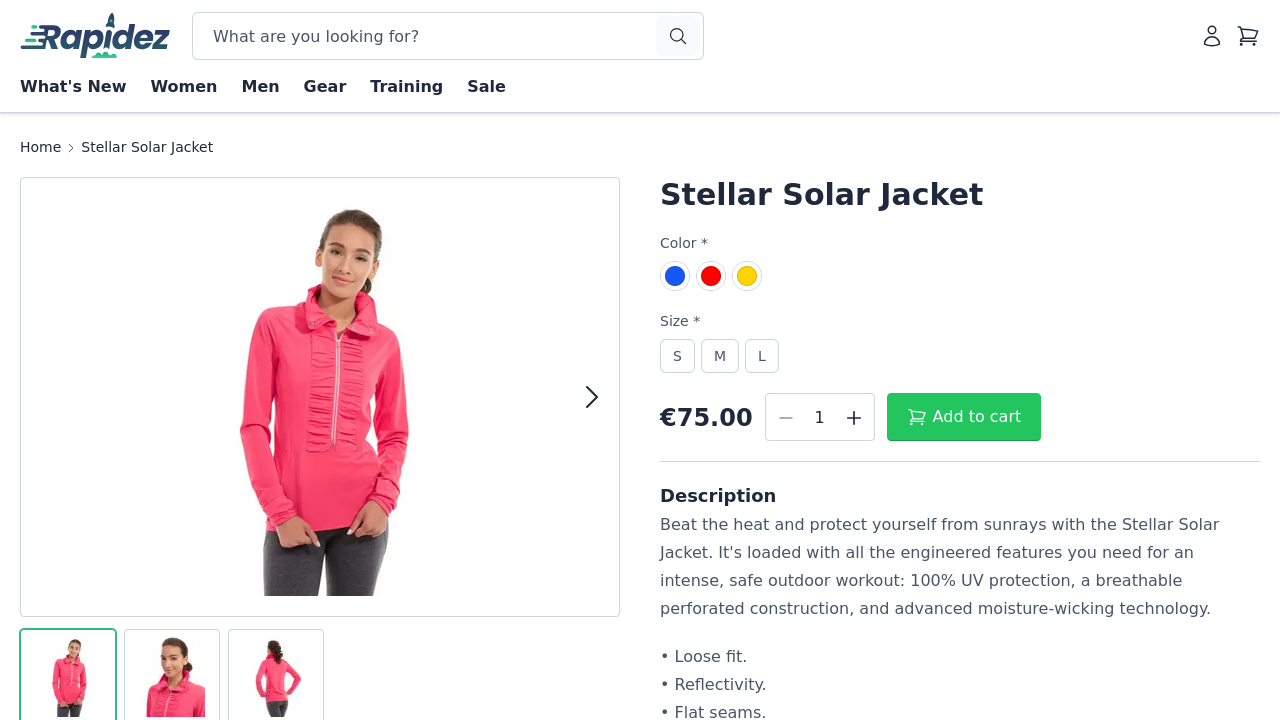 Rapidez
What are you looking for?
What's New Women Men Gear Training Sale
Home Stellar Solar Jacket
Stellar Solar Jacket
Color *
Size *
S M L
€75.00 1 Add to cart
Description
Beat the heat and protect yourself from sunrays with the Stellar Solar
Jacket. It's loaded with all the engineered features you need for an
intense, safe outdoor workout: 100% UV protection, a breathable
perforated construction, and advanced moisture-wicking technology.
• Loose fit.
• Reflectivity.
• Flat seams.